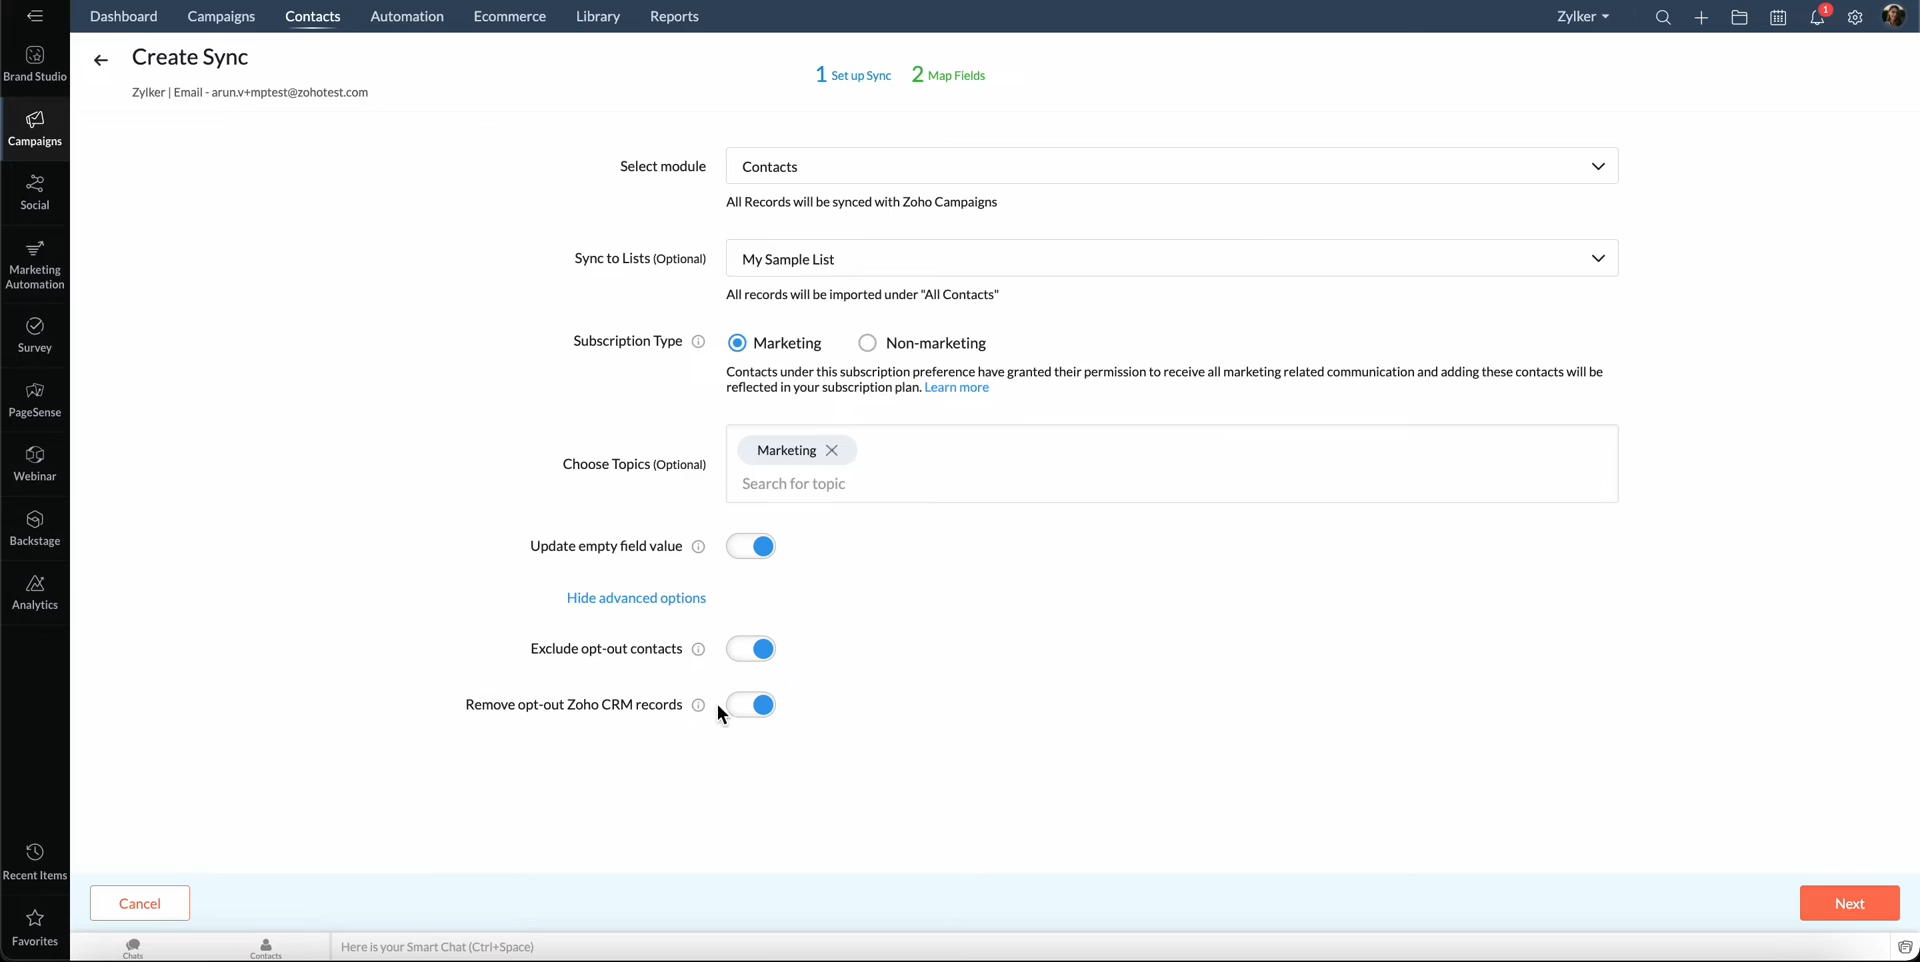 Dashboard Campaigns Contacts Automation Ecommerce Library Reports Zylker 1
Brand Studio
Campaigns
Social
Marketing
Automation
Survey
PageSense
Webinar
Backstage
Analytics
Recent Items
Favorites
Create Sync
Zylker | Email - arun.v+mptest@zohotest.com
1 Set up Sync 2 Map Fields
Select module Contacts
All Records will be synced with Zoho Campaigns
Sync to Lists (Optional) My Sample List
All records will be imported under "All Contacts"
Subscription Type Marketing Non-marketing
Contacts under this subscription preference have granted their permission to receive all marketing related communication and adding these contacts will be
reflected in your subscription plan. Learn more
Choose Topics (Optional) Marketing
Search for topic
Update empty field value
Hide advanced options
Exclude opt-out contacts
Remove opt-out Zoho CRM records
Cancel Next
Chats Contacts Here is your Smart Chat (Ctrl+Space)